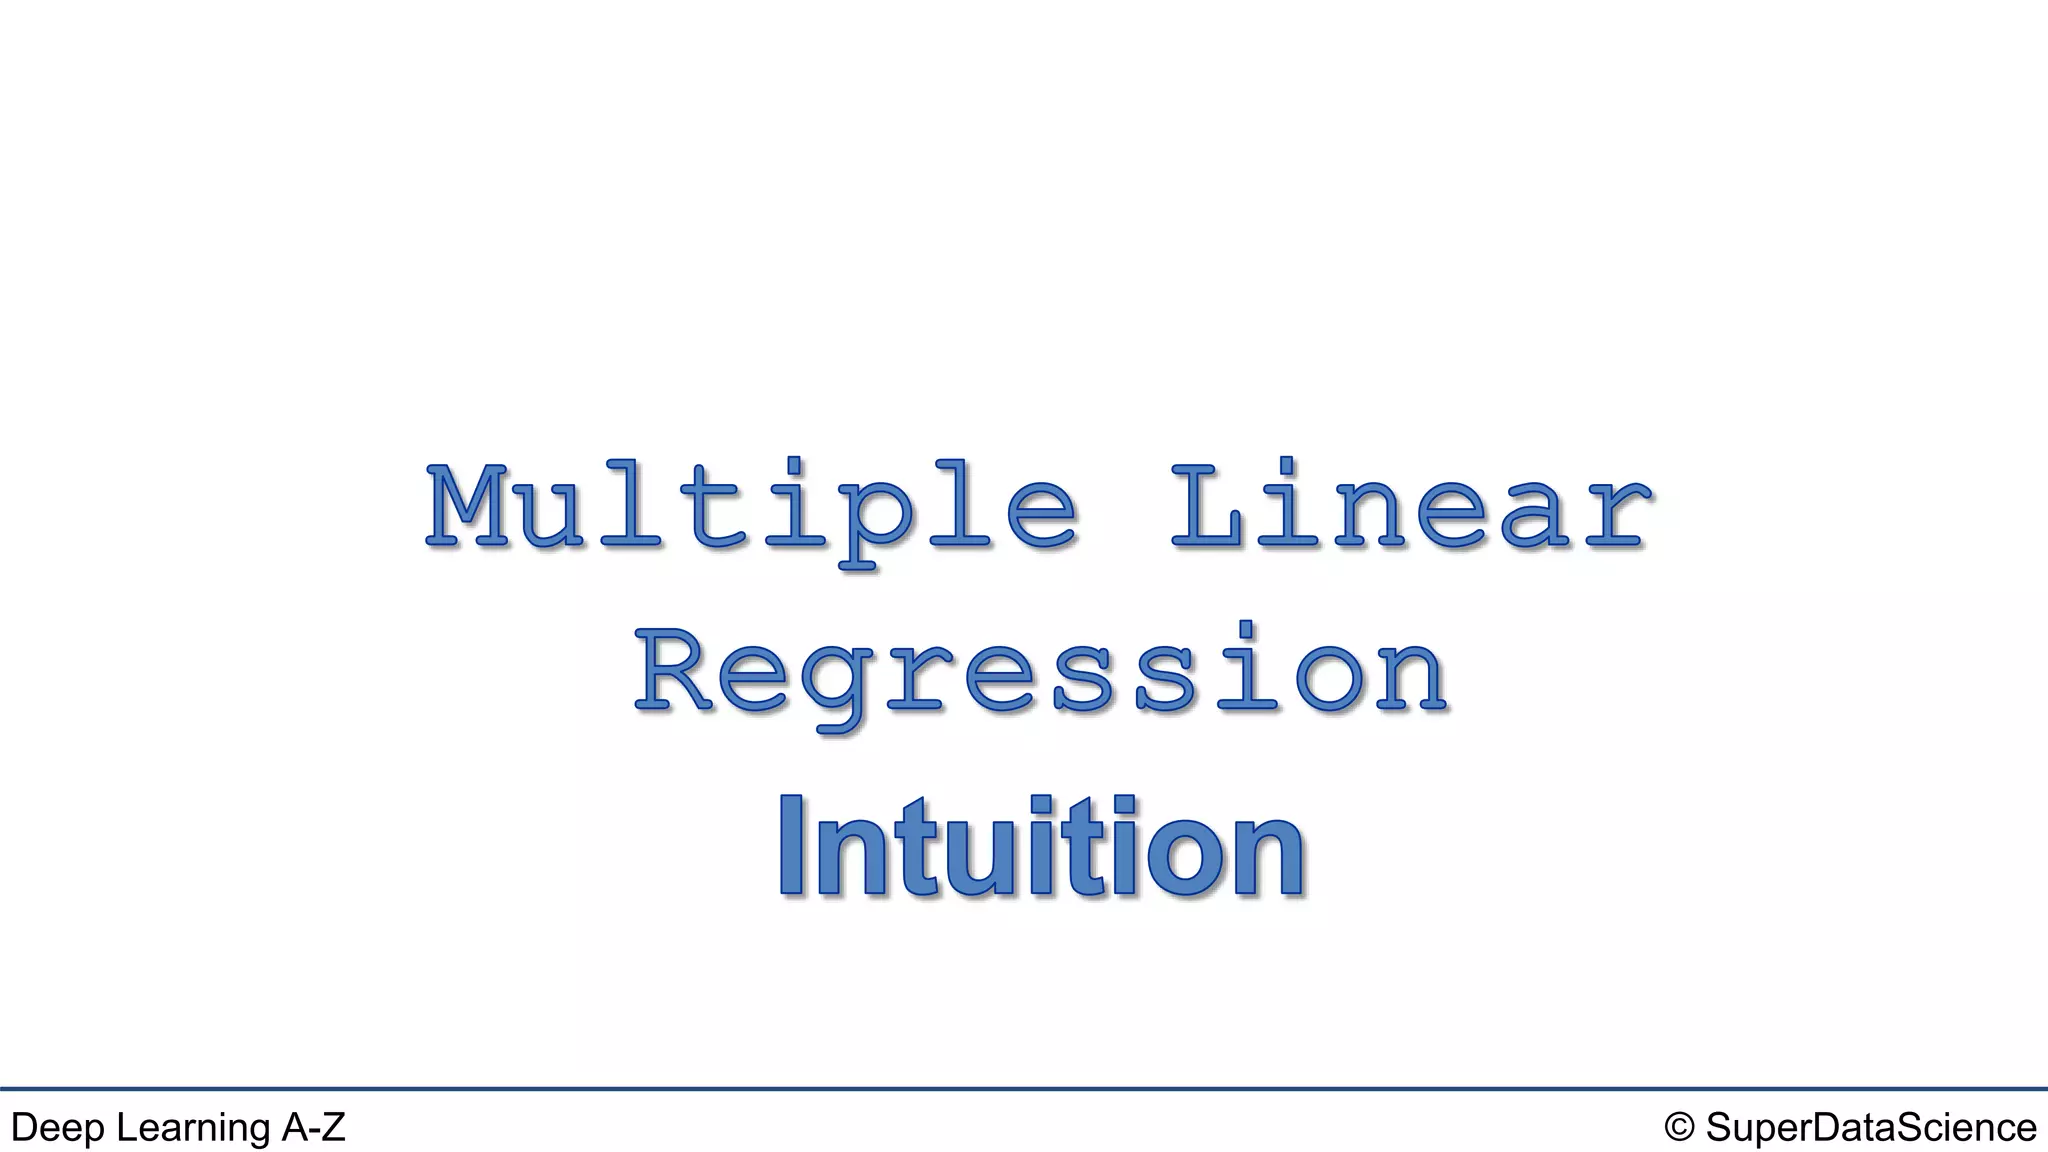 Multiple Linear
Regression
Intuition
Deep Learning A-Z
© SuperDataScience